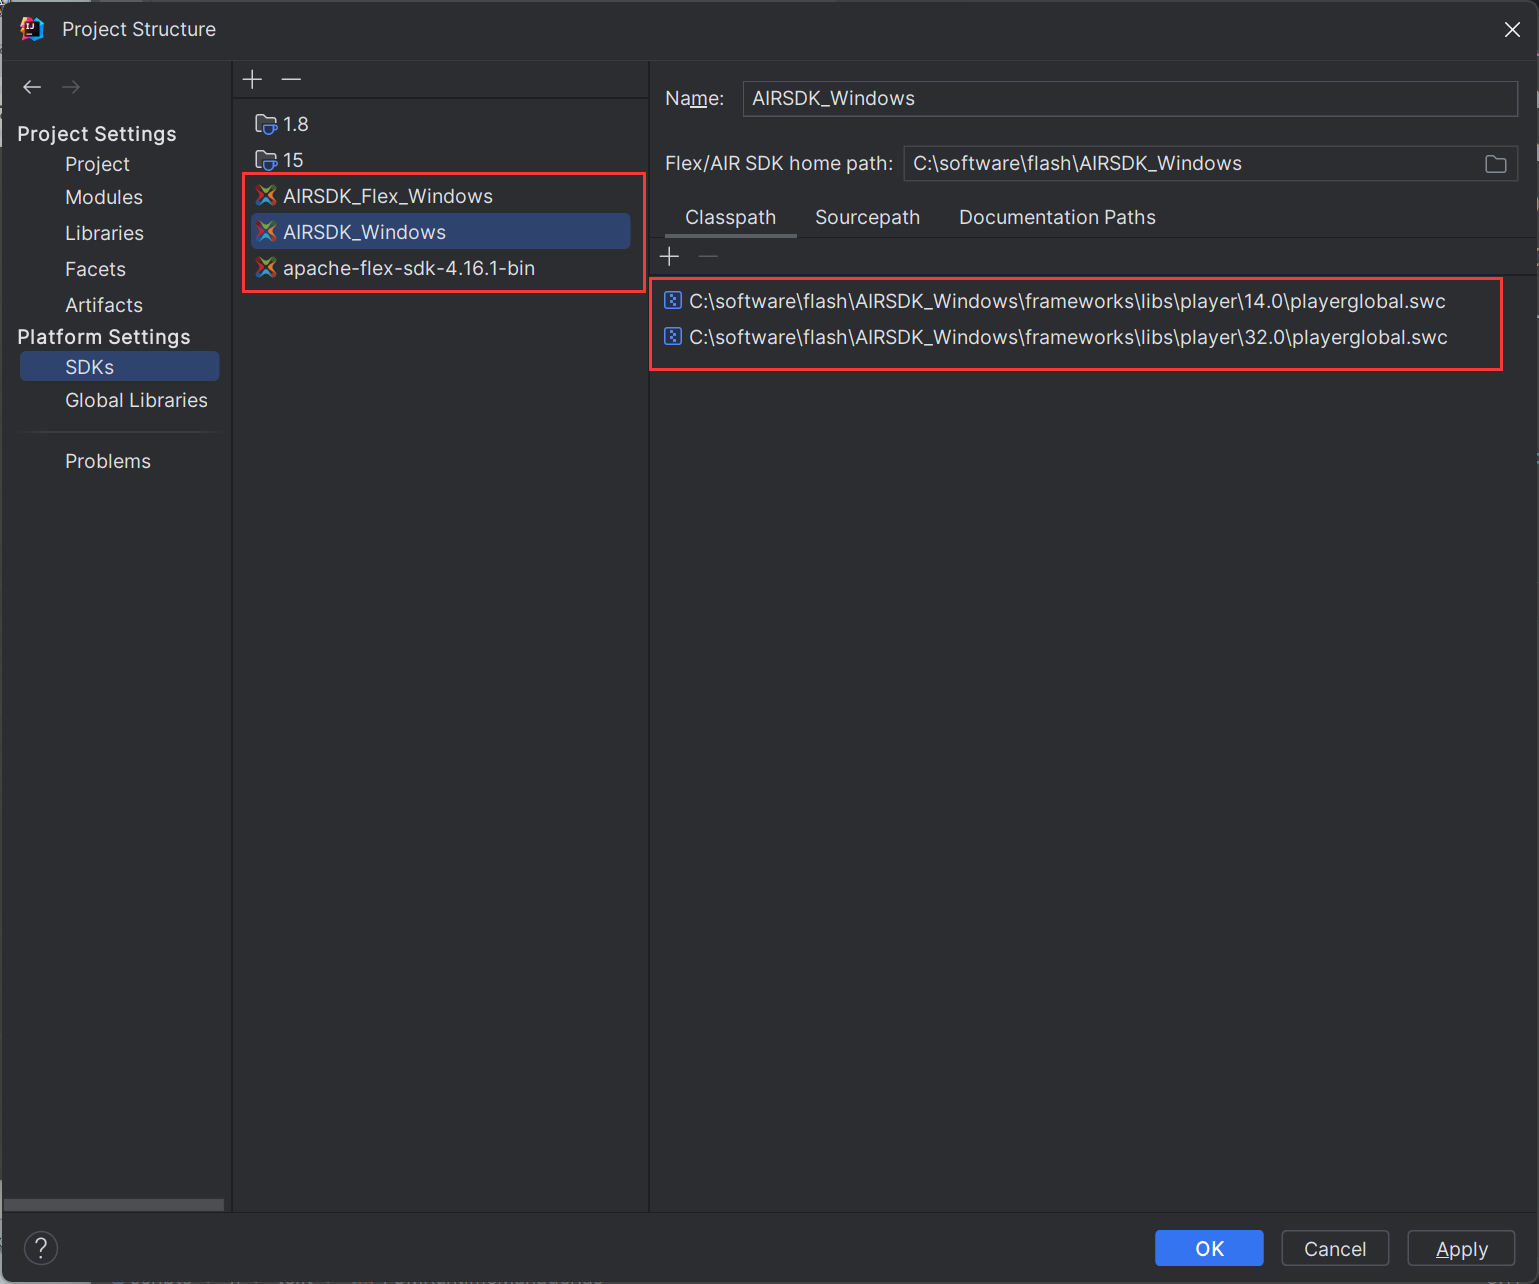 Project Structure
Project Settings
Project
Modules
Libraries
Facets
Artifacts
Platform Settings
SDKs
Global Libraries
Problems
1.8
15
AIRSDK_Flex_Windows
AIRSDK_Windows
apache-flex-sdk-4.16.1-bin
Name: AIRSDK_Windows
Flex/AIR SDK home path: C:\software\flash\AIRSDK_Windows
Classpath Sourcepath Documentation Paths
C:\software\flash\AIRSDK_Windows\frameworks\libs\player\14.0\playerglobal.swc
C:\software\flash\AIRSDK_Windows\frameworks\libs\player\32.0\playerglobal.swc
?
OK Cancel Apply